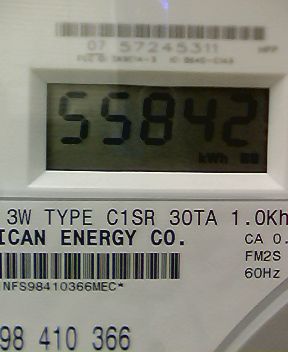 07 57245311
55842
kWh
3W TYPE C1SR 30TA 1.0Kh
ICAN ENERGY CO.
CA 0.
FM2S
60Hz
NFS98410366MEC*
98 410 366